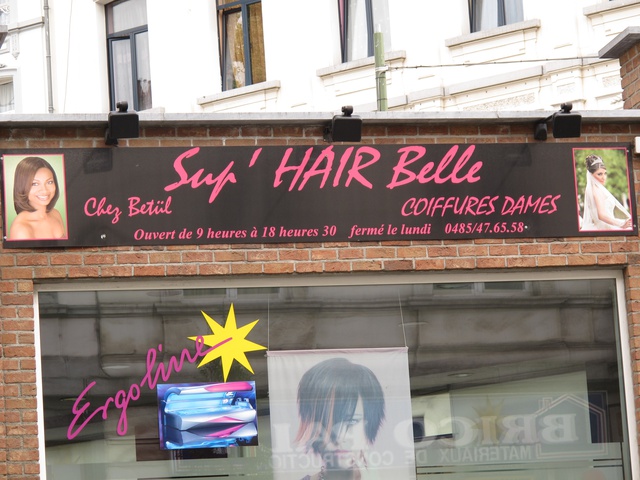 Sup' HAIR Belle
Chez Betül
COIFFURES DAMES
Ouvert de 9 heures à 18 heures 30 fermé le lundi 0485/47.65.58
Ergoline
BRICO
MATERIAUX DE CONSTRUCTION